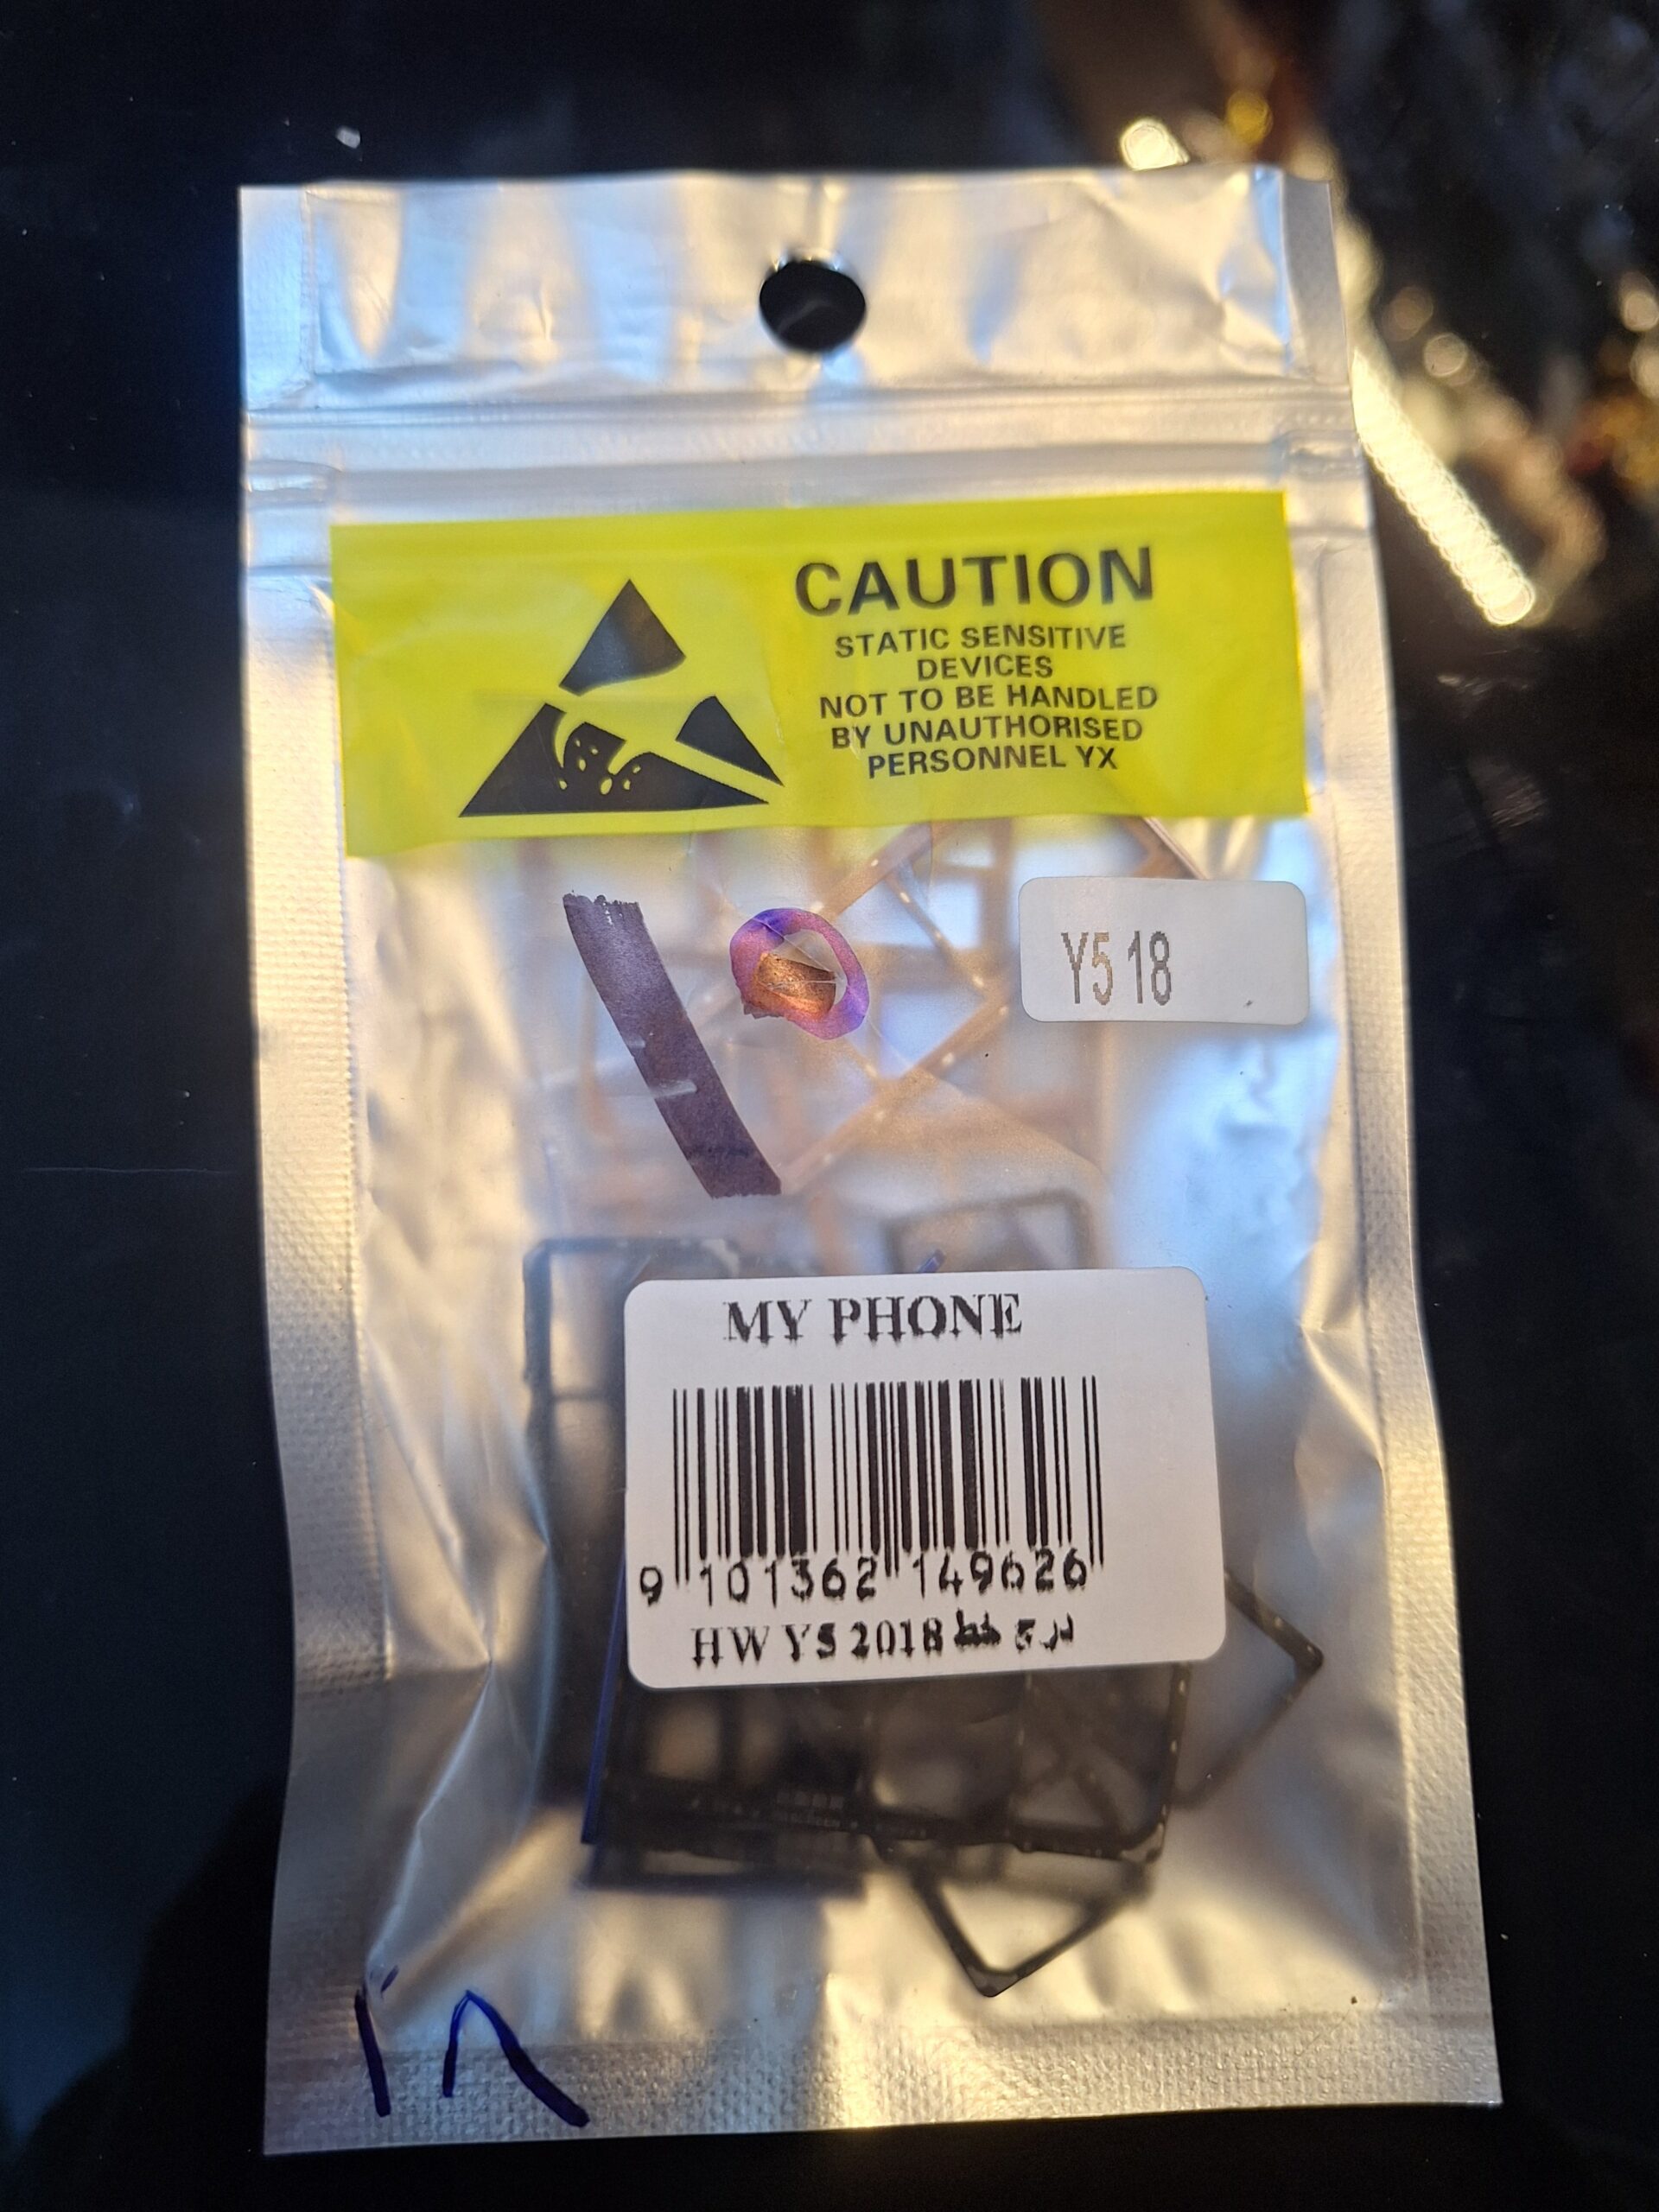 CAUTION
STATIC SENSITIVE
DEVICES
NOT TO BE HANDLED
BY UNAUTHORISED
PERSONNEL YX
Y5 18
MY PHONE
9 101362 149626
HW Y5 2018